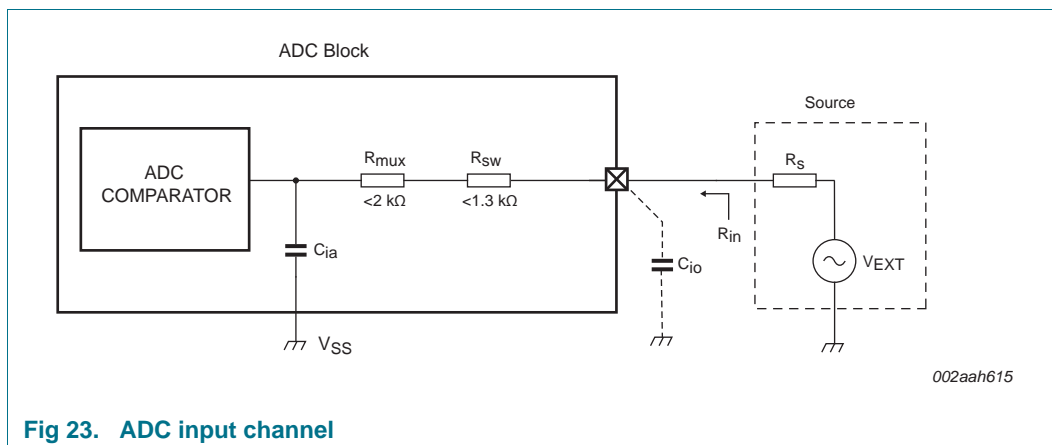 ADC Block
Source
ADC
COMPARATOR
Rmux
<2 kΩ
Rsw
<1.3 kΩ
Rs
Rin
Cia
Cio
VEXT
VSS
002aah615
Fig 23. ADC input channel